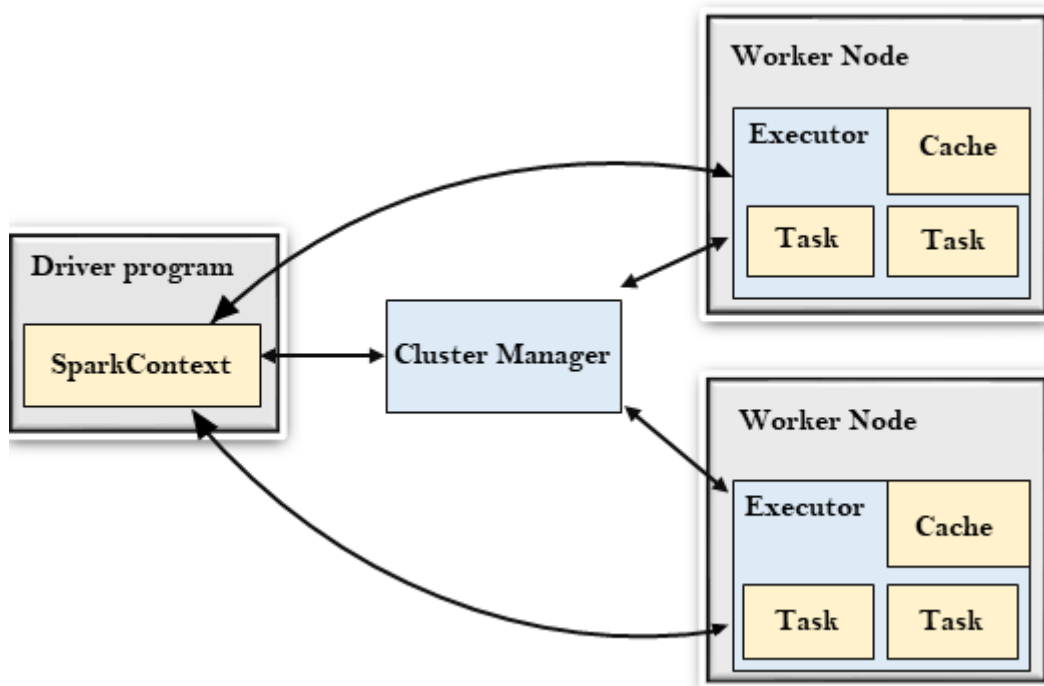 Driver program
SparkContext
Cluster Manager
Worker Node
Executor
Cache
Task
Task
Worker Node
Executor
Cache
Task
Task